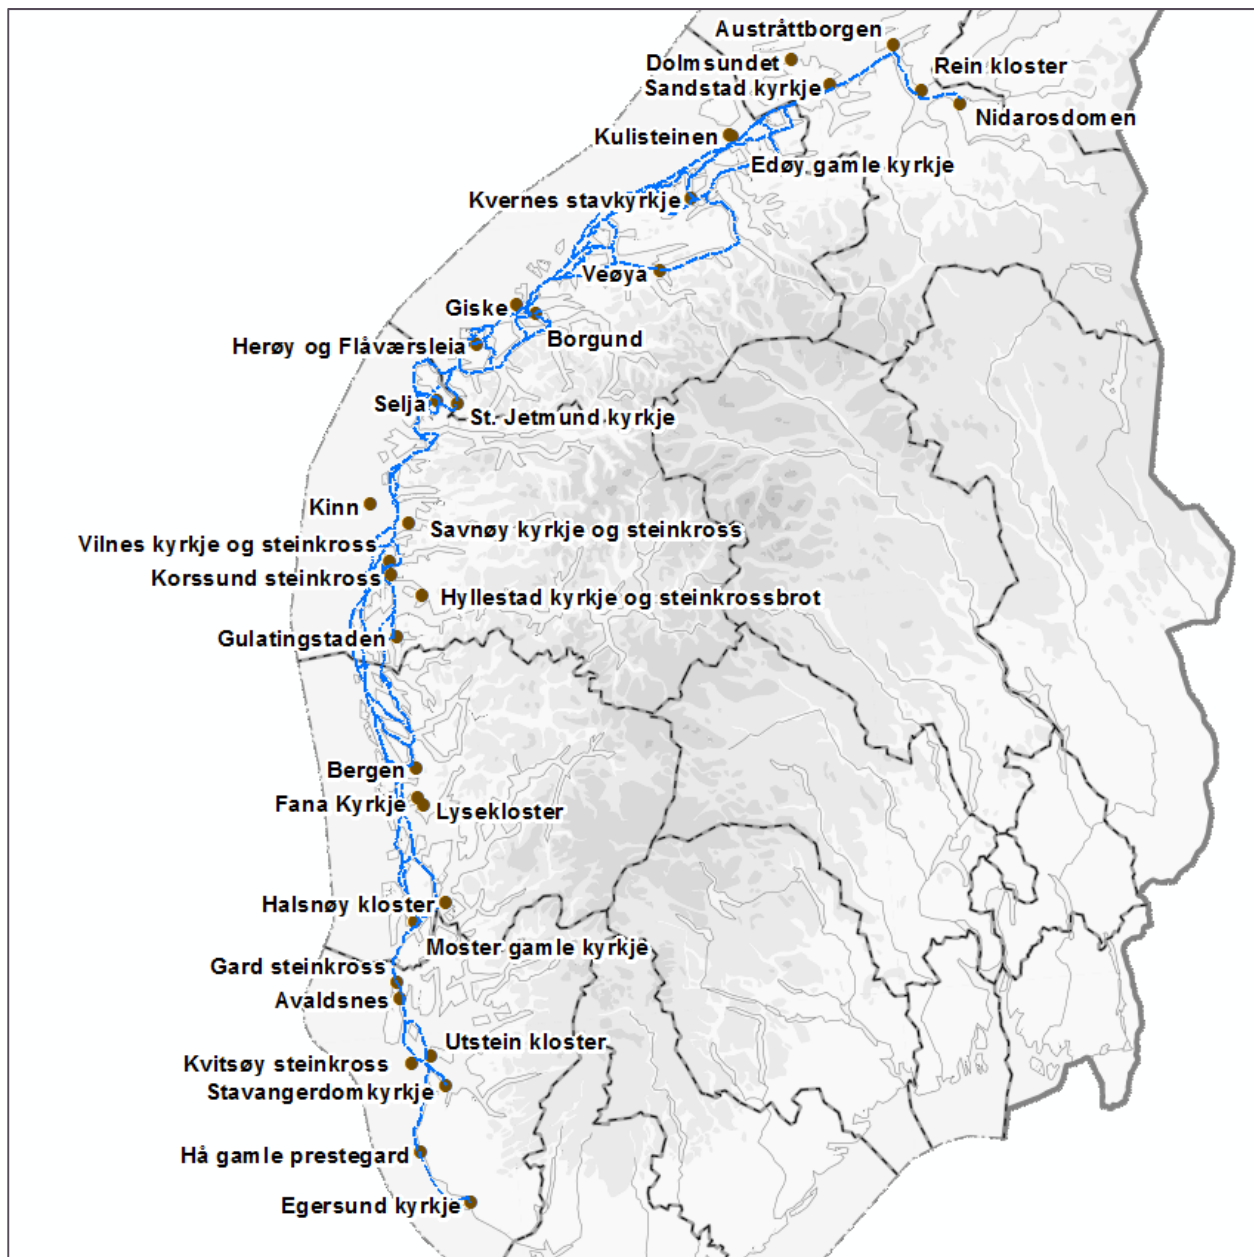 Austråttborgen
Dolmsundet
Rein kloster
Sandstad kyrkje
Nidarosdomen
Kulisteinen
Edøy gamle kyrkje
Kvernes stavkyrkje
Veøya
Giske
Borgund
Herøy og Flåværsleia
Selja
St. Jetmund kyrkje
Kinn
Savnøy kyrkje og steinkross
Vilnes kyrkje og steinkross
Korssund steinkross
Hyllestad kyrkje og steinkrossbrot
Gulatingstaden
Bergen
Fana Kyrkje
Lysekloster
Halsnøy kloster
Moster gamle kyrkje
Gard steinkross
Avaldsnes
Utstein kloster
Kvitsøy steinkross
Stavangerdomkyrkje
Hå gamle prestegard
Egersund kyrkje